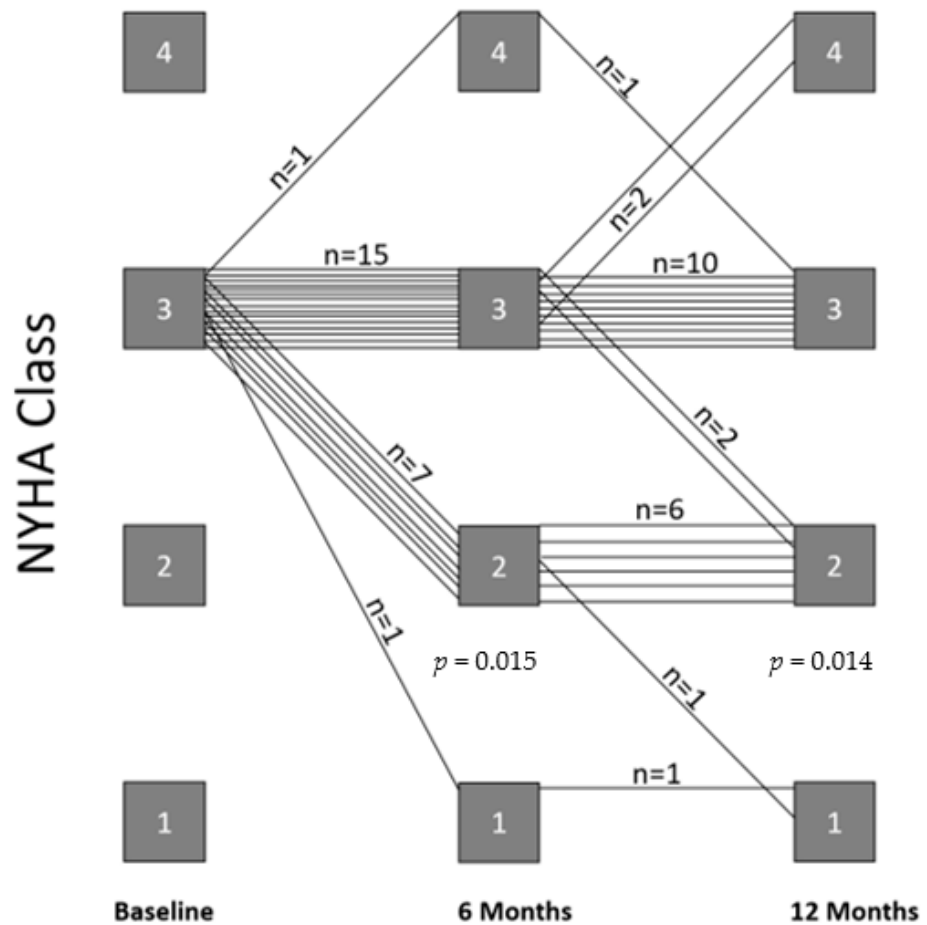 4 4 4
n=1
n=1
n=2
n=15
n=10
3 3 3
NYHA Class
n=2
n=7
n=6
2 2 2
n=1
p = 0.015 p = 0.014
n=1
n=1
1 1 1
Baseline 6 Months 12 Months